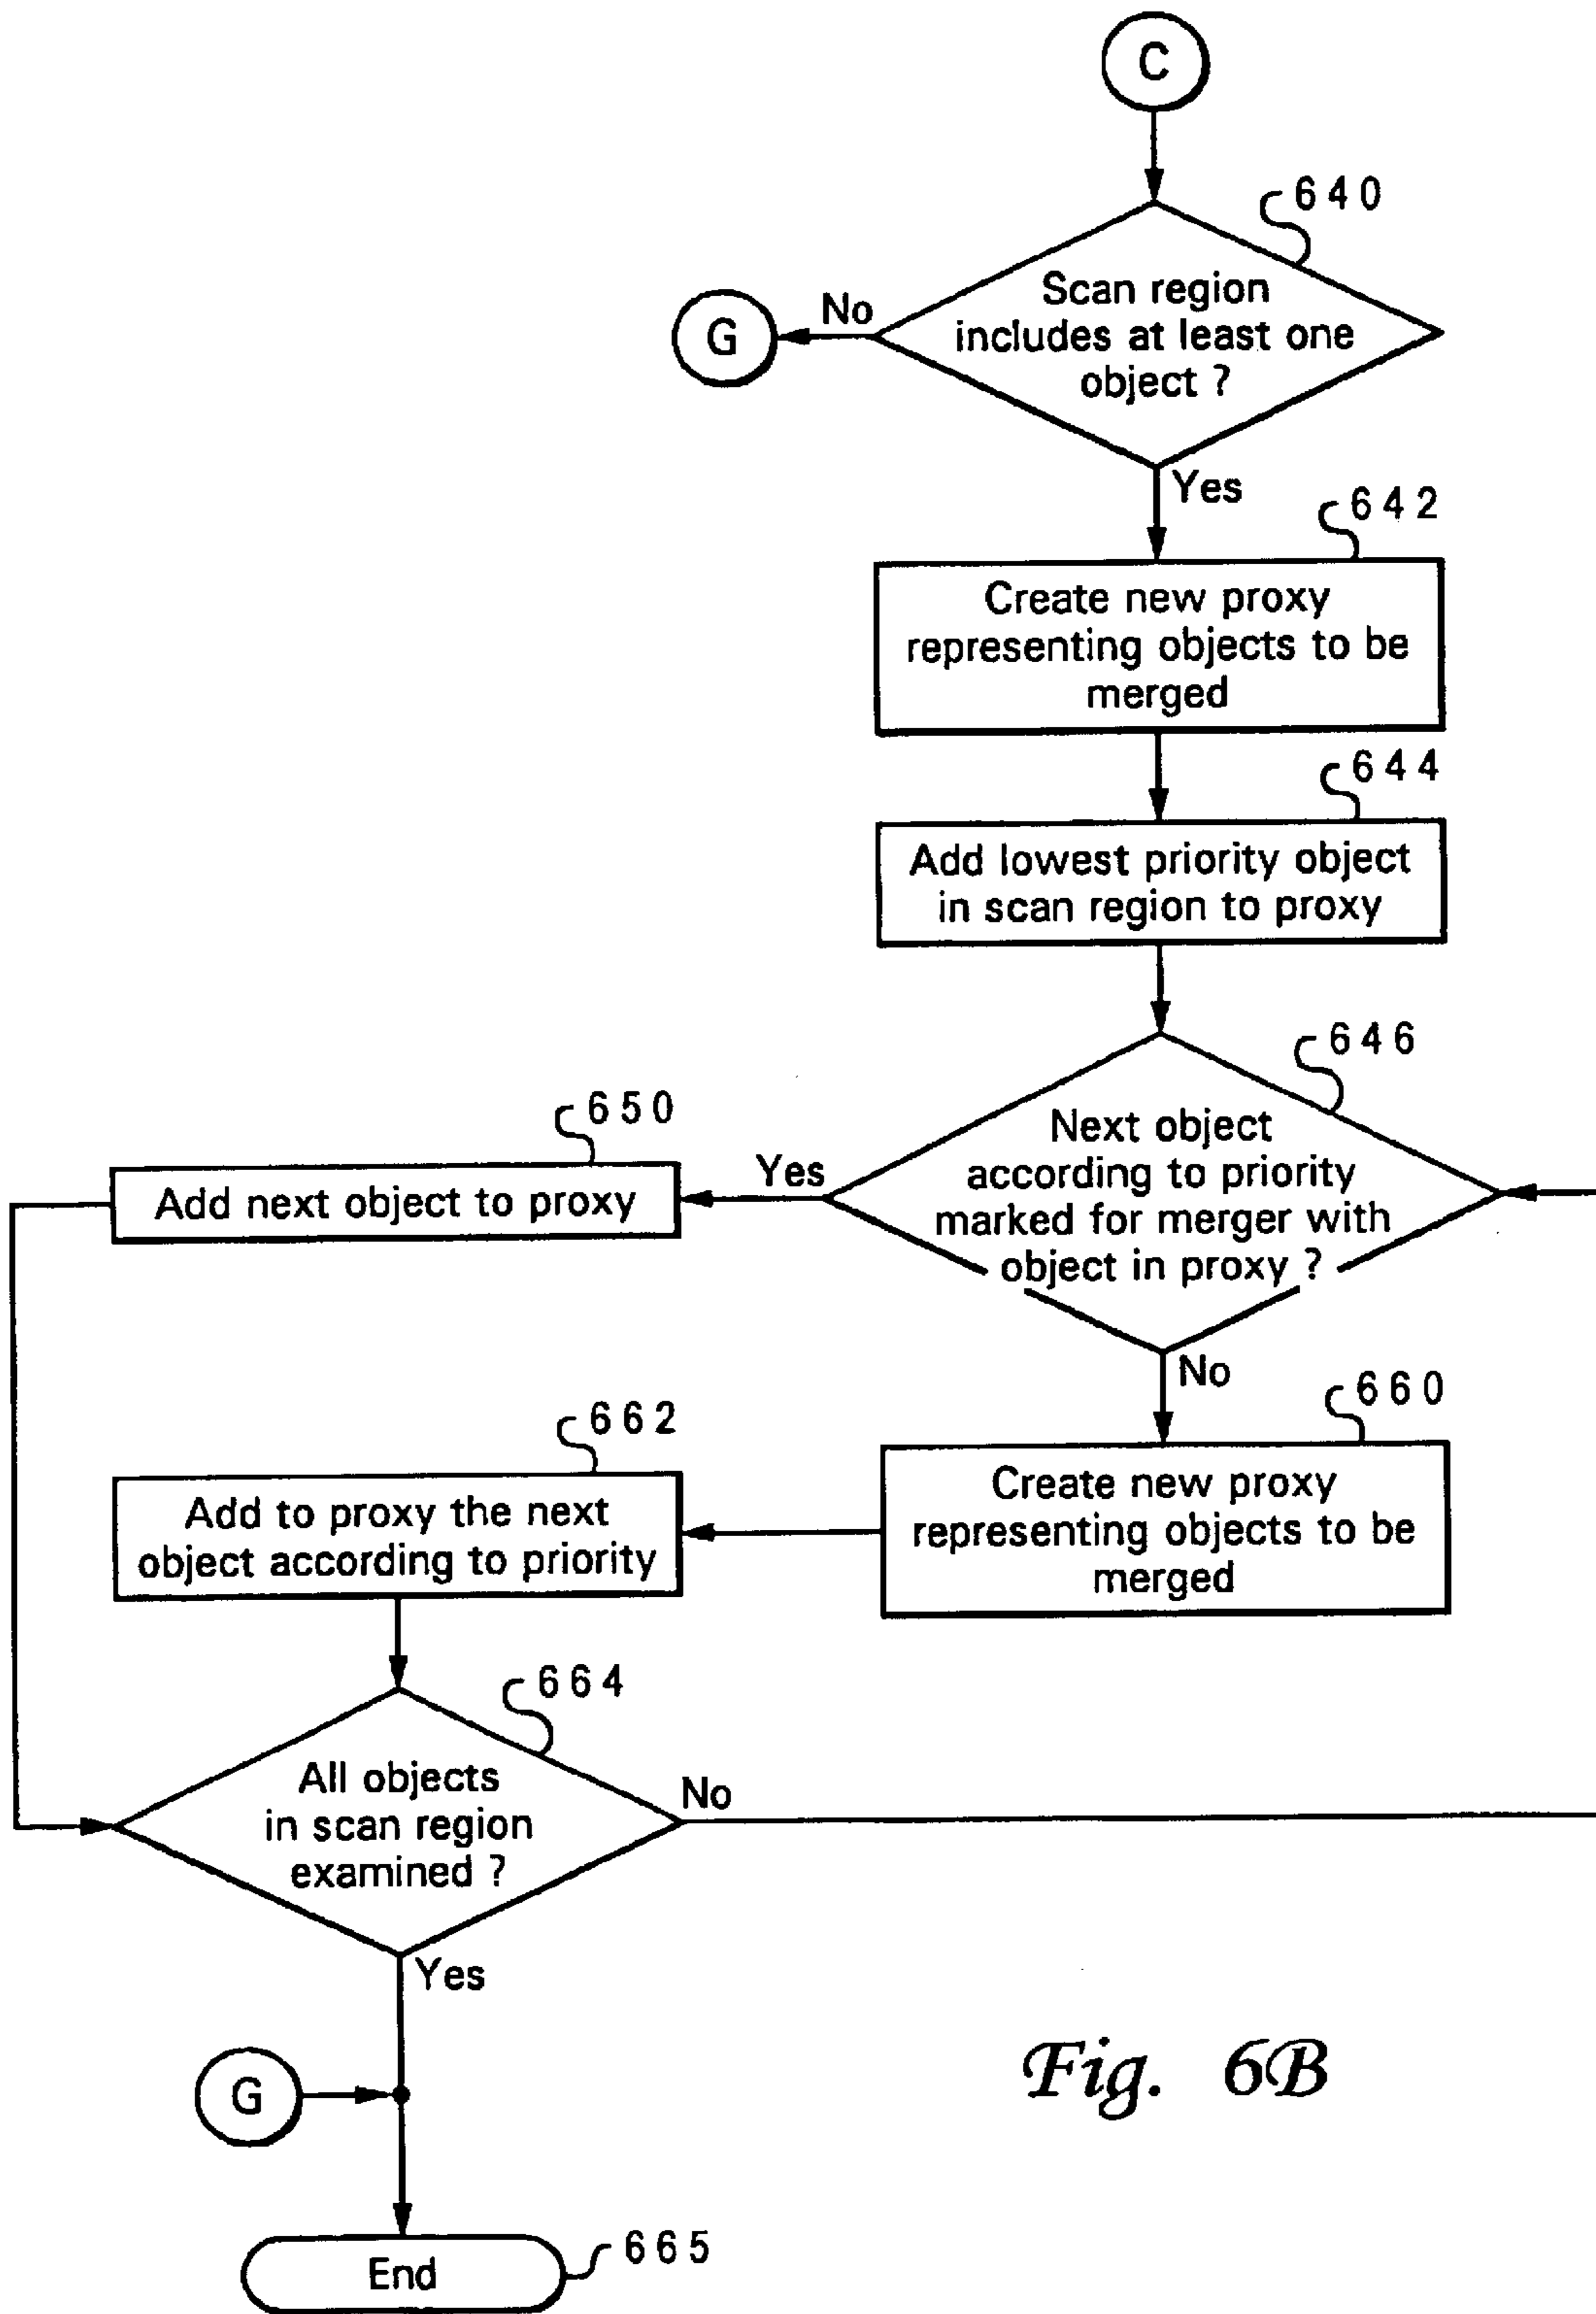 C
640
Scan region
includes at least one
object ?
No
G
Yes
642
Create new proxy
representing objects to be
merged
644
Add lowest priority object
in scan region to proxy
646
Next object
according to priority
marked for merger with
object in proxy ?
Yes
650
Add next object to proxy
No
660
Create new proxy
representing objects to be
merged
662
Add to proxy the next
object according to priority
664
All objects
in scan region
examined ?
No
Yes
G
End
665
Fig. 6B